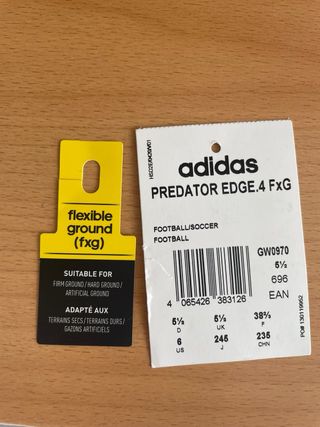 flexible
ground
(fxg)
SUITABLE FOR
FIRM GROUND / HARD GROUND /
ARTIFICIAL GROUND
ADAPTÉ AUX
TERRAINS SECS / TERRAINS DURS /
GAZONS ARTIFICIELS
adidas
PREDATOR EDGE.4 FxG
FOOTBALL/SOCCER
FOOTBALL
GW0970
5½
696
EAN
4 065426 383126
5½ 5½ 38⅔
D UK F
6 245 235
US J CHN
PO# 130119952